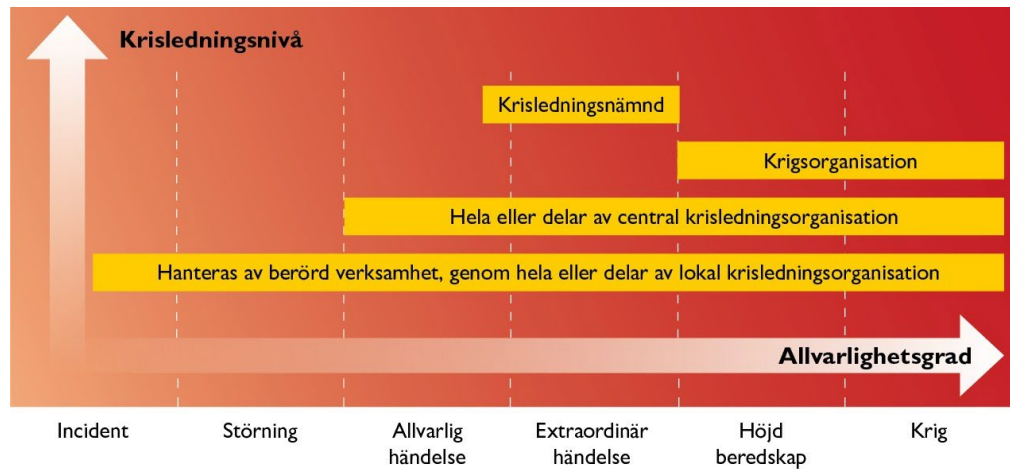 Krisledningsnivå
Krisledningsnämnd
Krigsorganisation
Hela eller delar av central krisledningsorganisation
Hanteras av berörd verksamhet, genom hela eller delar av lokal krisledningsorganisation
Allvarlighetsgrad
Incident
Störning
Allvarlig
händelse
Extraordinär
händelse
Höjd
beredskap
Krig